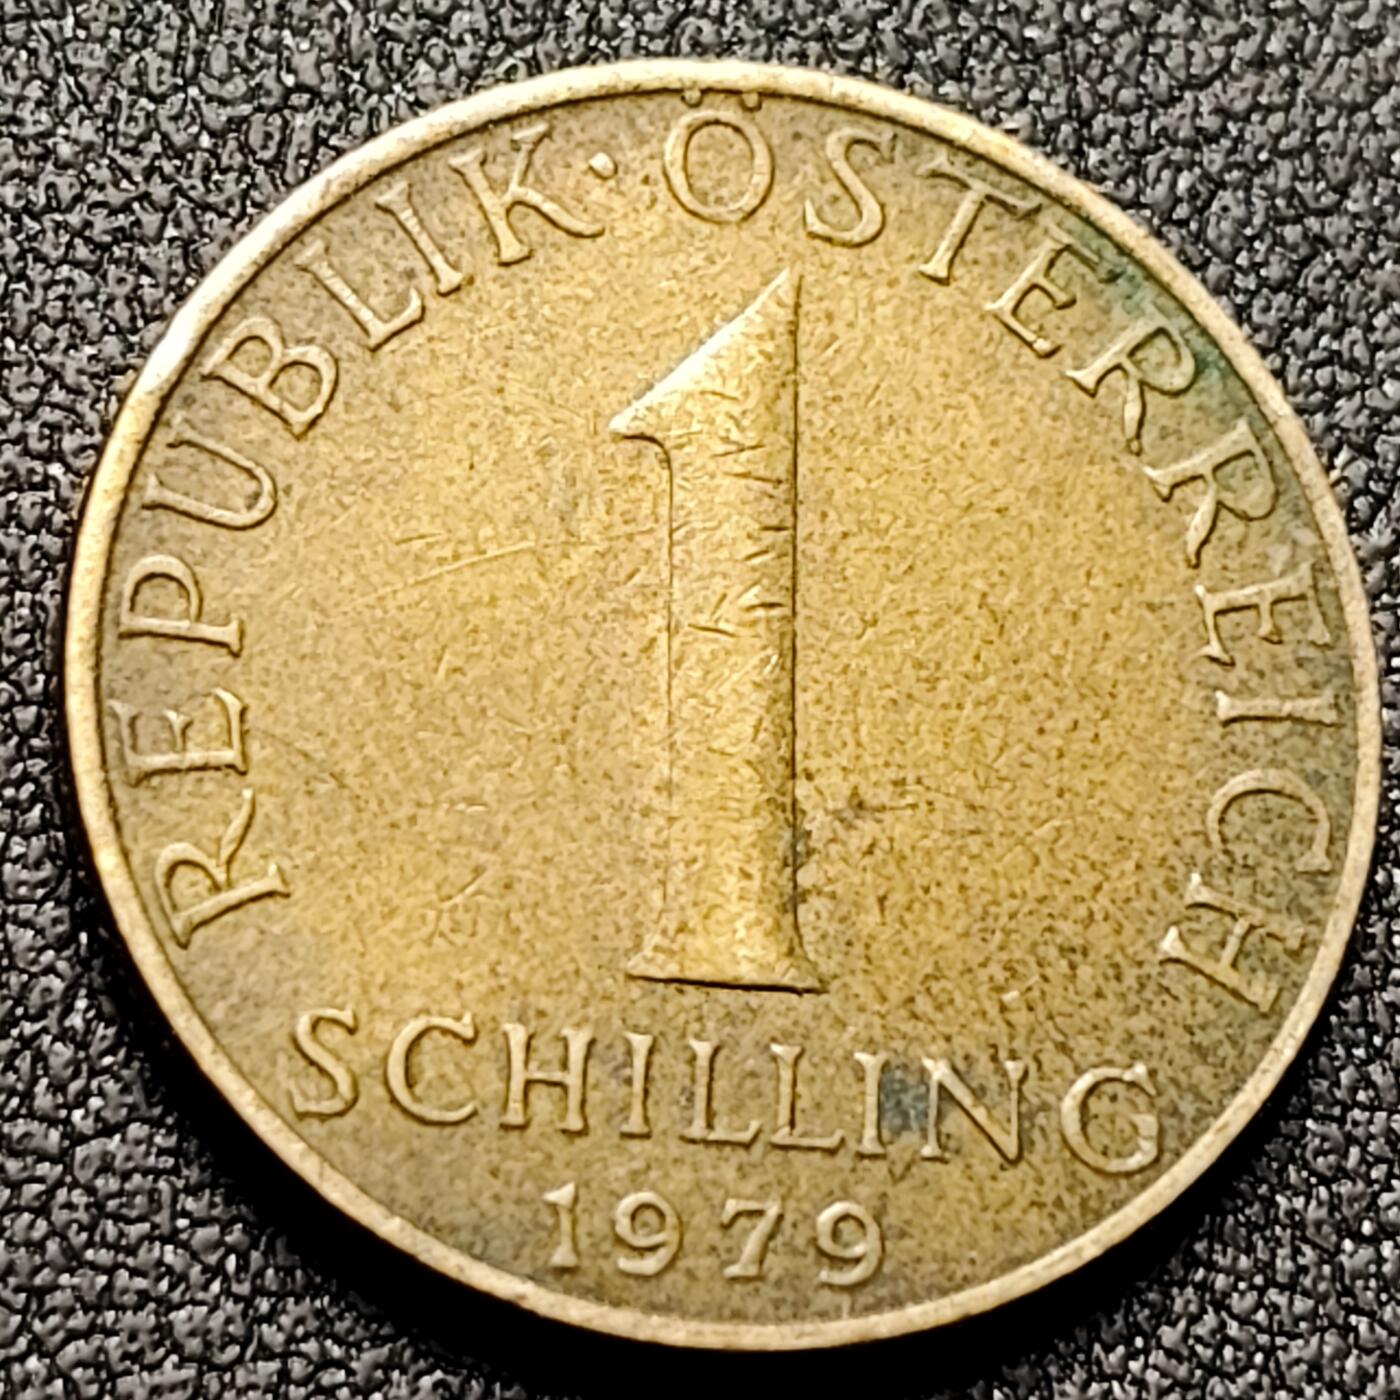 REPUBLIK · ÖSTERREICH
1
SCHILLING
1979